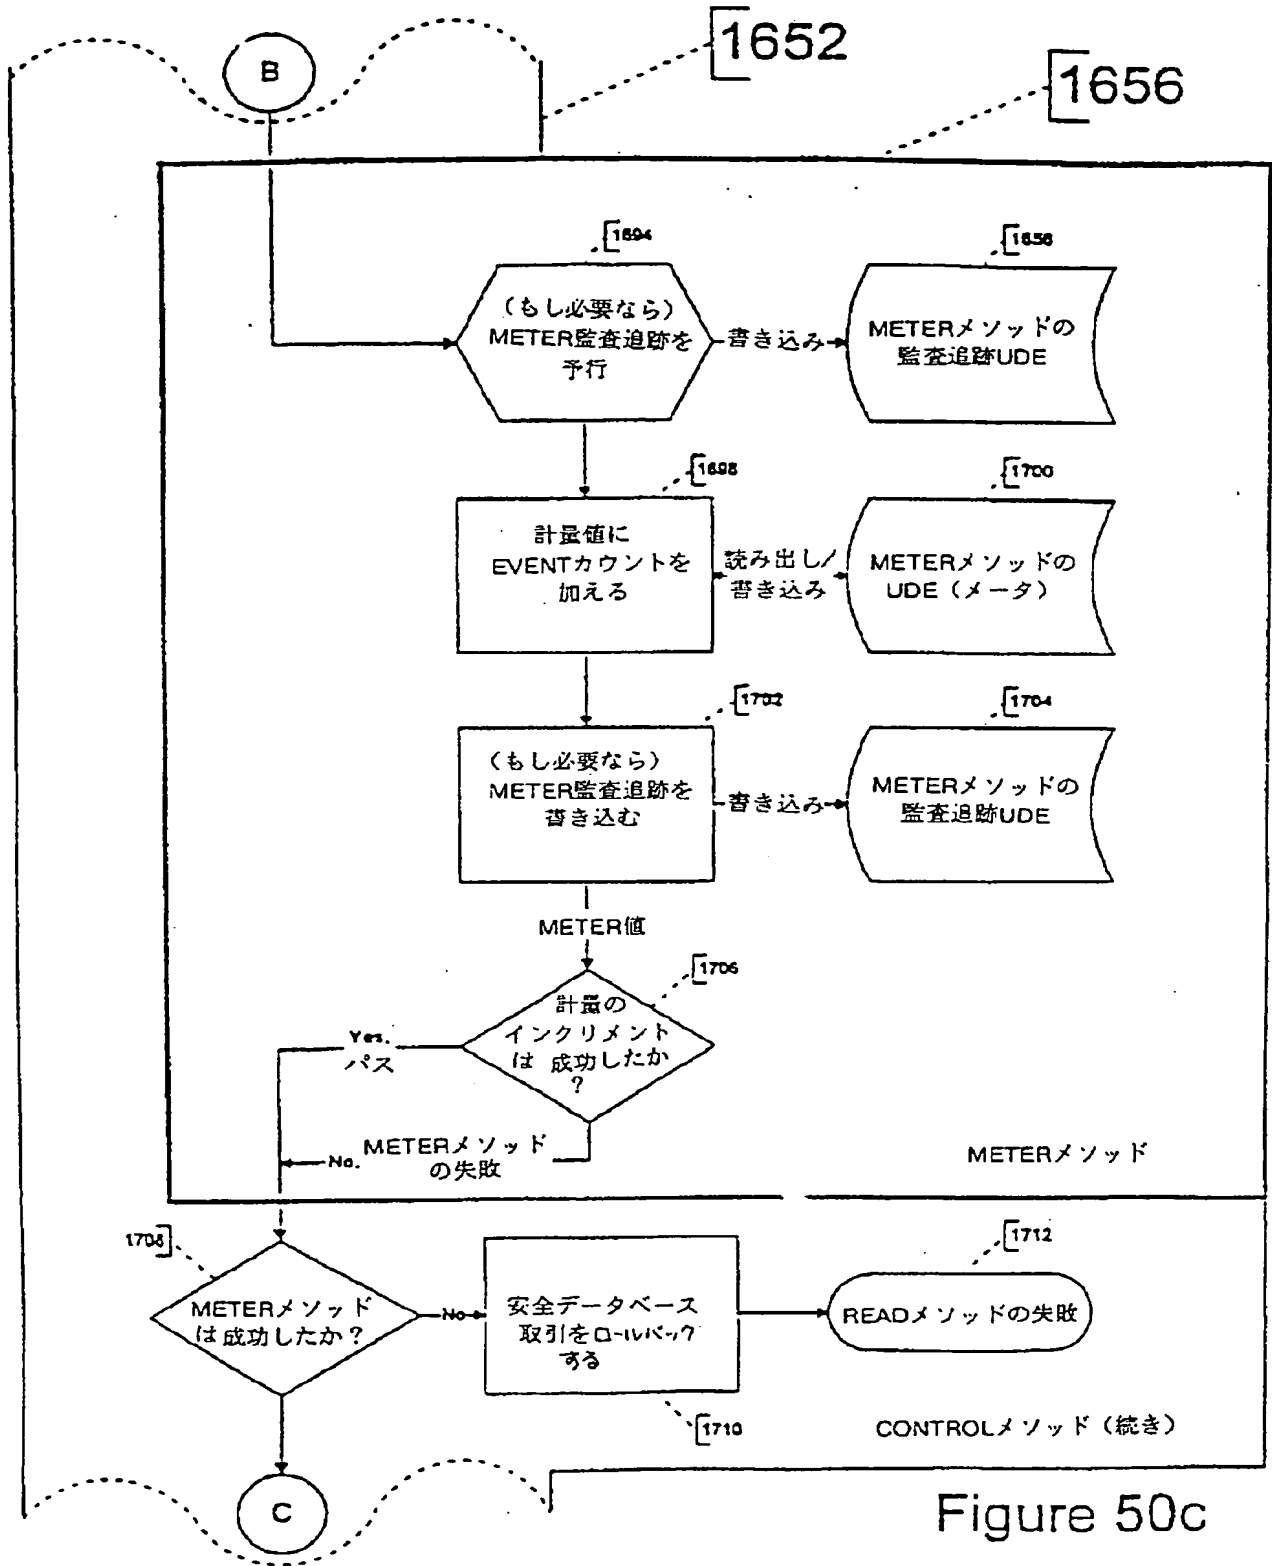 1652
B
1656
1694
1656
(もし必要なら)
METER監査追跡を
予行
書き込み
METERメソッドの
監査追跡UDE
1698
1700
計量値に
EVENTカウントを
加える
読み出し/
書き込み
METERメソッドの
UDE(メータ)
1702
1704
(もし必要なら)
METER監査追跡を
書き込む
書き込み
METERメソッドの
監査追跡UDE
METER値
1706
計量の
インクリメント
は 成功したか
?
Yes.
パス
METERメソッド
の失敗
No.
METERメソッド
1708
1712
METERメソッド
は成功したか?
No
安全データベース
取引をロールバック
する
READメソッドの失敗
1710
CONTROLメソッド(続き)
C
Figure 50c